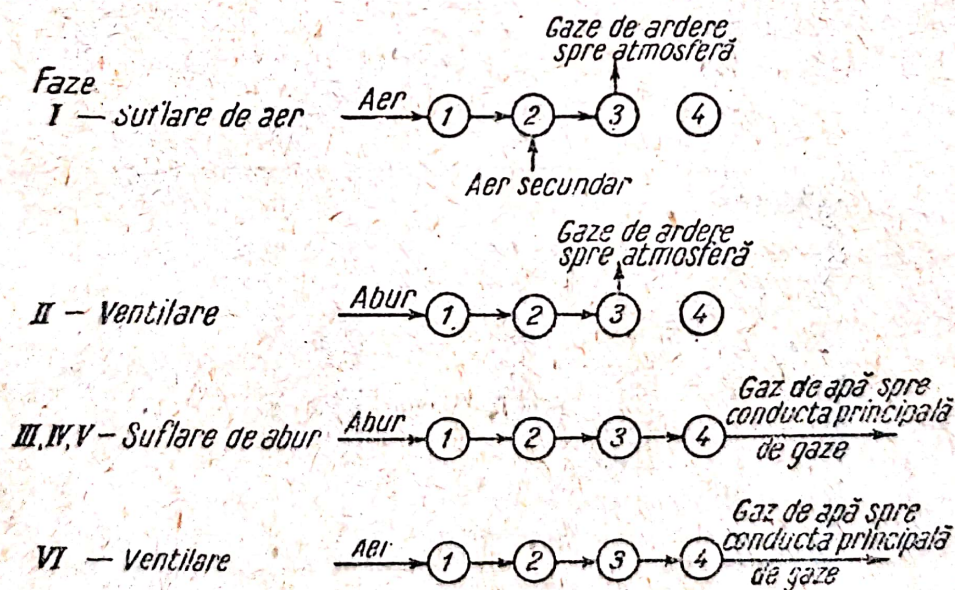 Gaze de ardere
spre atmosferă
Faze
I — Suflare de aer
Aer
1
2
3
4
Aer secundar
Gaze de ardere
spre atmosferă
II — Ventilare
Abur
1
2
3
4
Gaz de apă spre
conducta principală
de gaze
III, IV, V — Suflare de abur
Abur
1
2
3
4
Gaz de apă spre
conducta principală
de gaze
VI — Ventilare
Aer
1
2
3
4